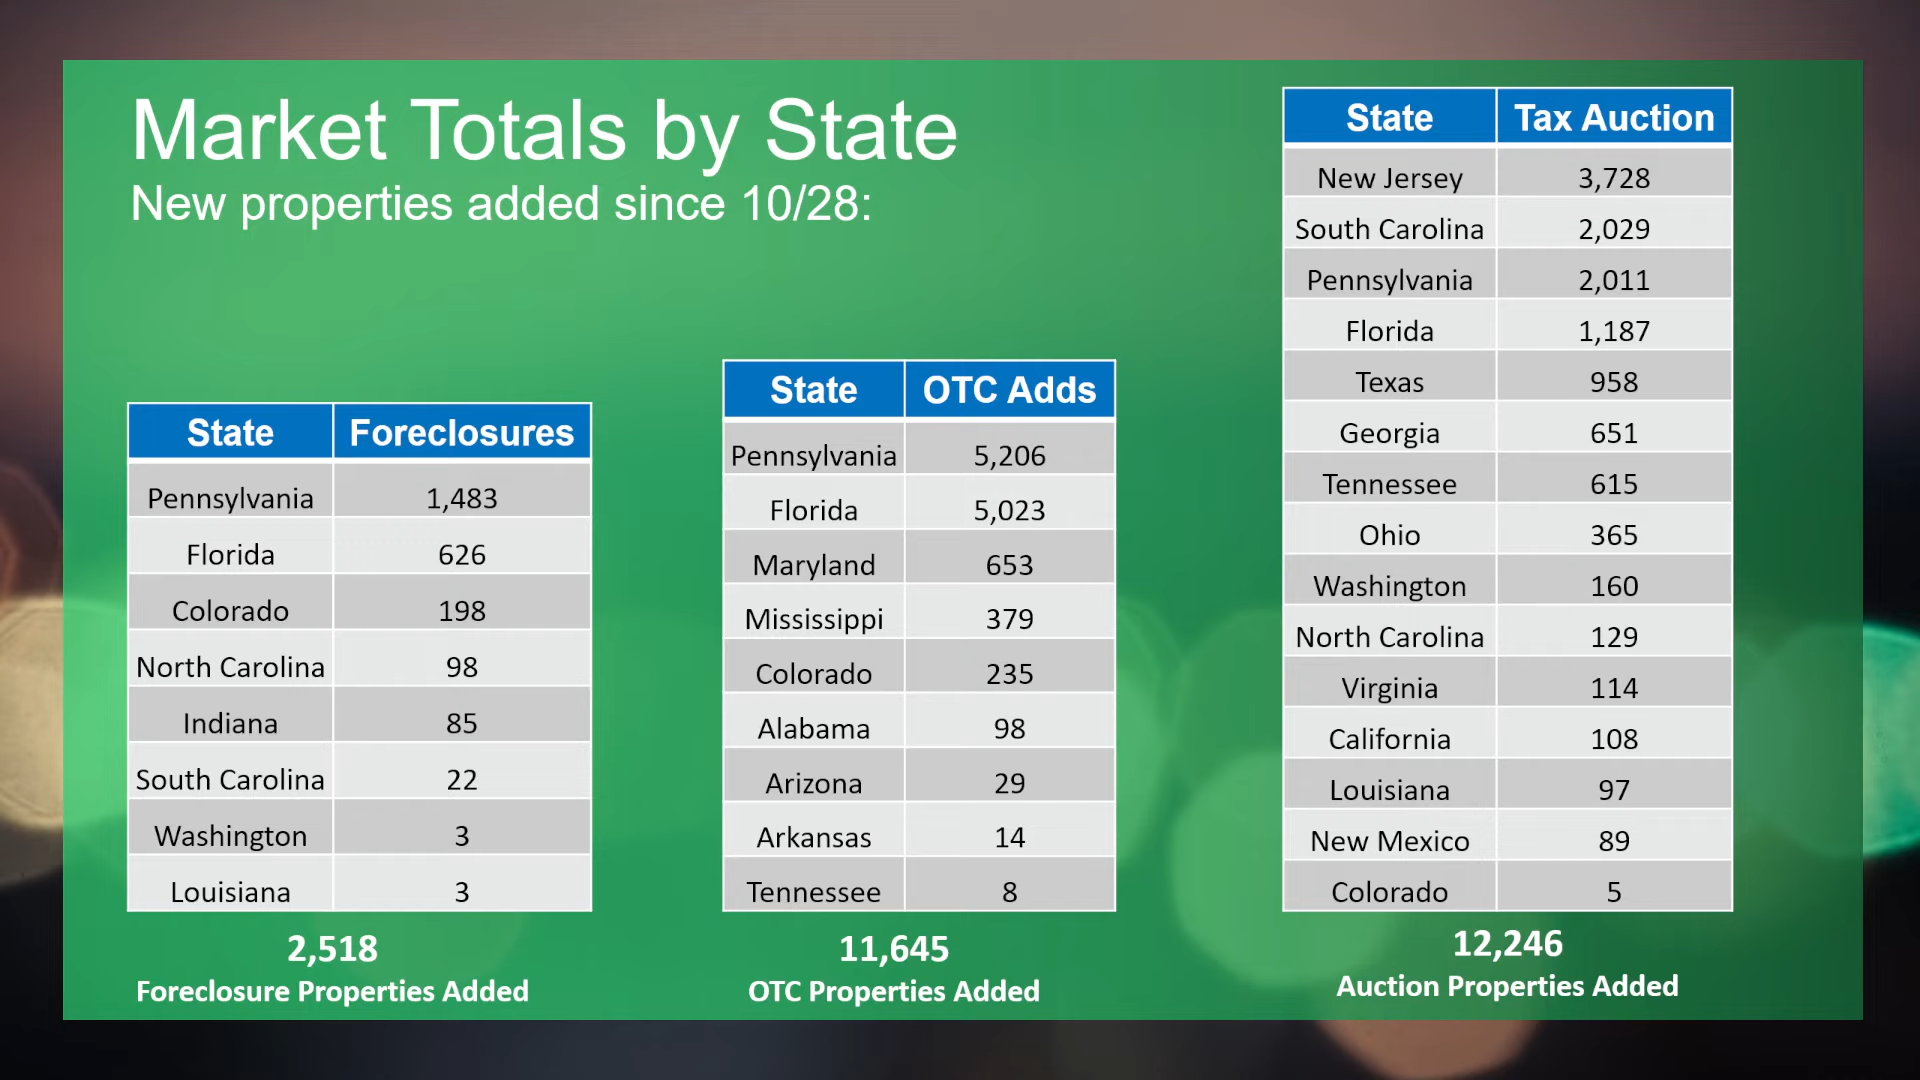 Market Totals by State
New properties added since 10/28:
State Foreclosures
Pennsylvania 1,483
Florida 626
Colorado 198
North Carolina 98
Indiana 85
South Carolina 22
Washington 3
Louisiana 3
2,518
Foreclosure Properties Added
State OTC Adds
Pennsylvania 5,206
Florida 5,023
Maryland 653
Mississippi 379
Colorado 235
Alabama 98
Arizona 29
Arkansas 14
Tennessee 8
11,645
OTC Properties Added
State Tax Auction
New Jersey 3,728
South Carolina 2,029
Pennsylvania 2,011
Florida 1,187
Texas 958
Georgia 651
Tennessee 615
Ohio 365
Washington 160
North Carolina 129
Virginia 114
California 108
Louisiana 97
New Mexico 89
Colorado 5
12,246
Auction Properties Added